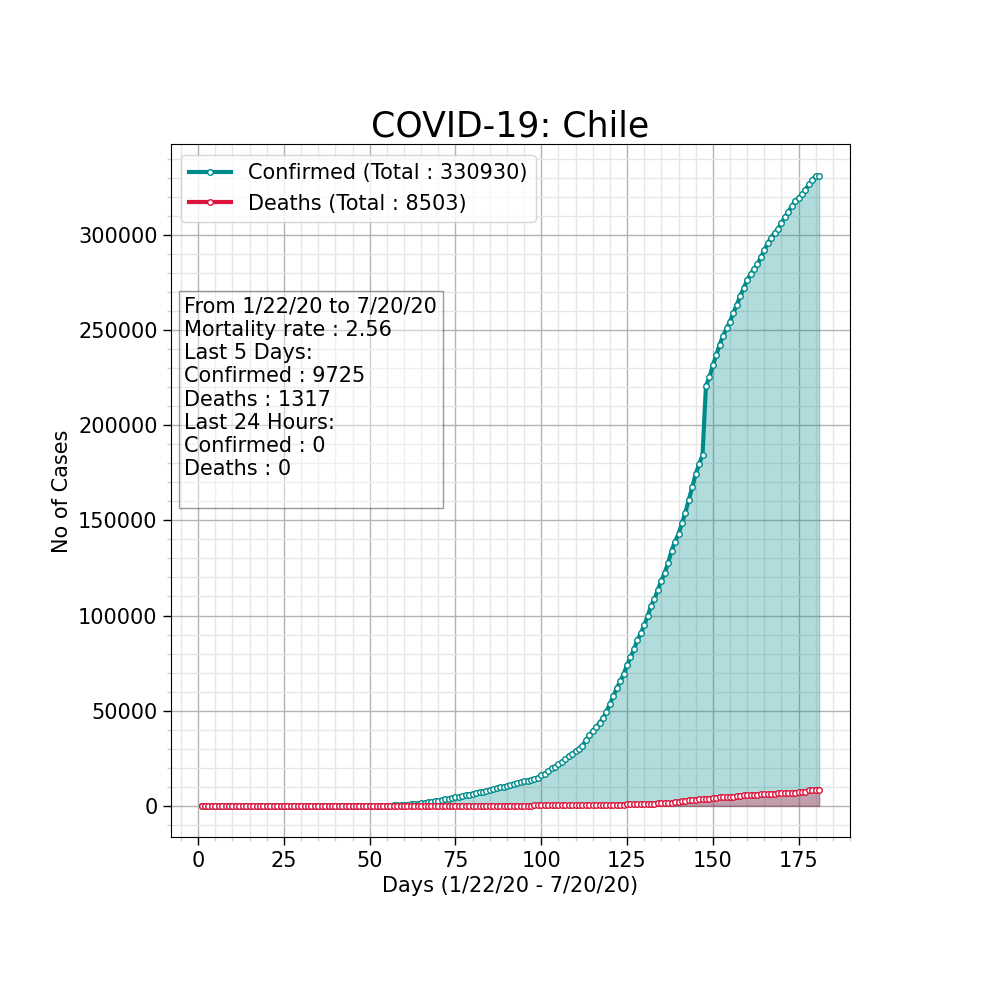 COVID-19: Chile
Confirmed (Total : 330930)
Deaths (Total : 8503)
From 1/22/20 to 7/20/20
Mortality rate : 2.56
Last 5 Days:
Confirmed : 9725
Deaths : 1317
Last 24 Hours:
Confirmed : 0
Deaths : 0
No of Cases
300000
250000
200000
150000
100000
50000
0
0 25 50 75 100 125 150 175
Days (1/22/20 - 7/20/20)